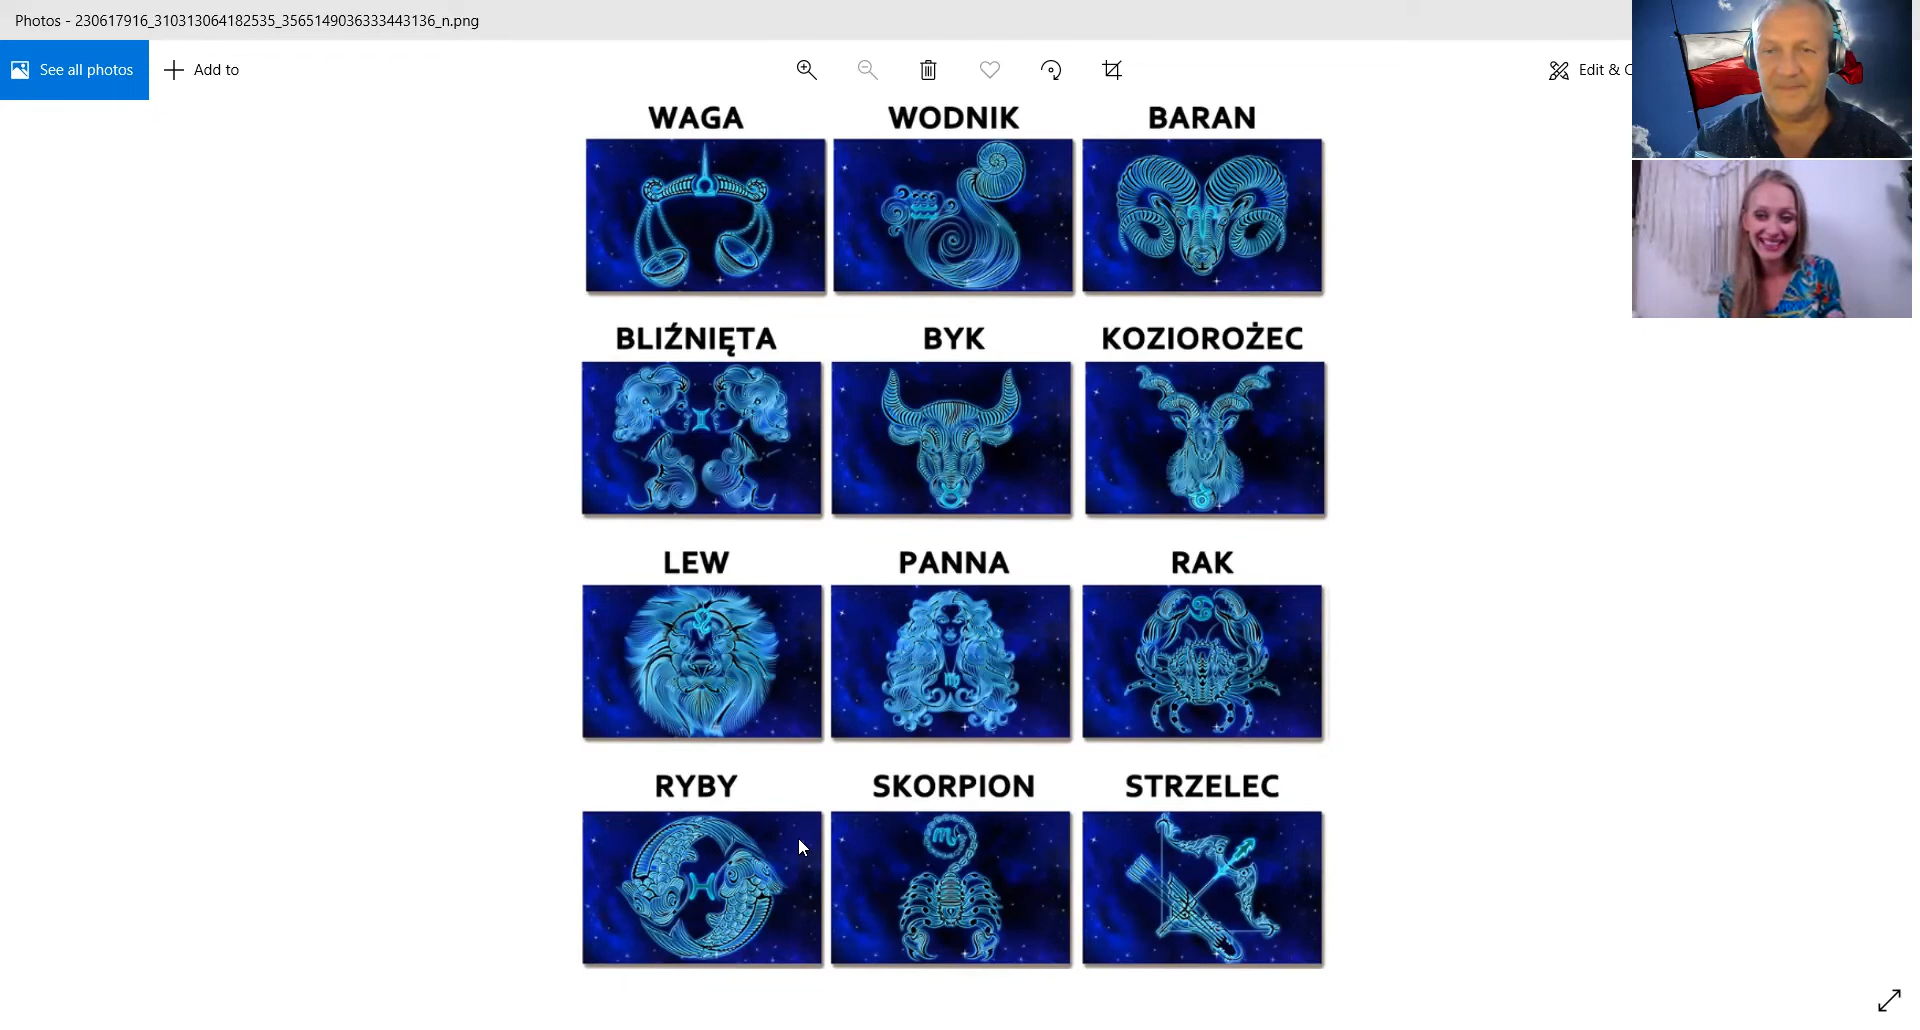 Photos - 230617916_310313064182535_3565149036333443136_n.png
See all photos
Add to
Edit & C
WAGA
WODNIK
BARAN
BLIŹNIĘTA
BYK
KOZIOROŻEC
LEW
PANNA
RAK
RYBY
SKORPION
STRZELEC